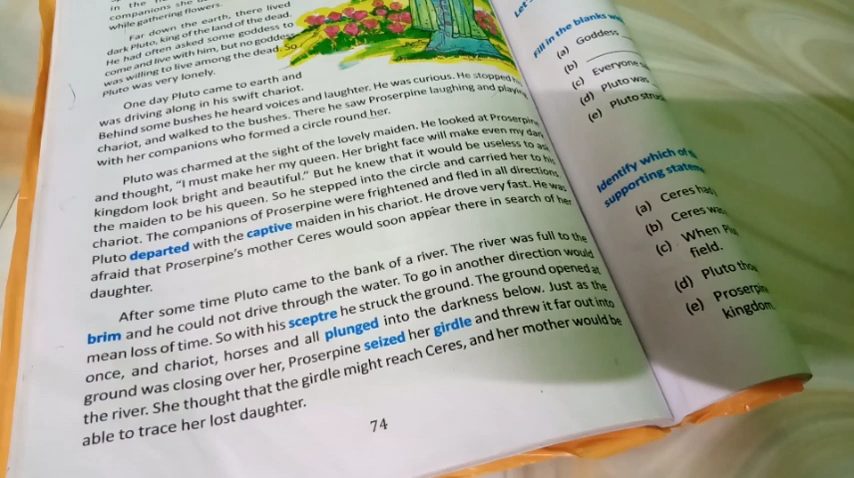 in the
companions she
while gathering flowers.
Far down the earth, there lived
dark Pluto, king of the land of the dead.
He had often asked some goddess to
come and live with him, but no goddess
was willing to live among the dead. So
Pluto was very lonely.
One day Pluto came to earth and
was driving along in his swift chariot.
Behind some bushes he heard voices and laughter. He was curious. He stopped
chariot, and walked to the bushes. There he saw Proserpine laughing and playing
with her companions who formed a circle round her.
Pluto was charmed at the sight of the lovely maiden. He looked at Proserpine
and thought, "I must make her my queen. Her bright face will make even my dark
kingdom look bright and beautiful." But he knew that it would be useless to ask
the maiden to be his queen. So he stepped into the circle and carried her to his
chariot. The companions of Proserpine were frightened and fled in all directions.
Pluto departed with the captive maiden in his chariot. He drove very fast. He was
afraid that Proserpine's mother Ceres would soon appear there in search of her
daughter.
After some time Pluto came to the bank of a river. The river was full to the
brim and he could not drive through the water. To go in another direction would
mean loss of time. So with his sceptre he struck the ground. The ground opened at
once, and chariot, horses and all plunged into the darkness below. Just as the
ground was closing over her, Proserpine seized her girdle and threw it far out into
the river. She thought that the girdle might reach Ceres, and her mother would be
able to trace her lost daughter.
74
Let
Fill in the blanks
(a) Goddess
(b)
(c) Everyone
(d) Pluto was
(e) Pluto struc
Identify which of
supporting statem
(a) Ceres had
(b) Ceres was
(c) When Pl
field.
(d) Pluto tho
(e) Proserpin
kingdom